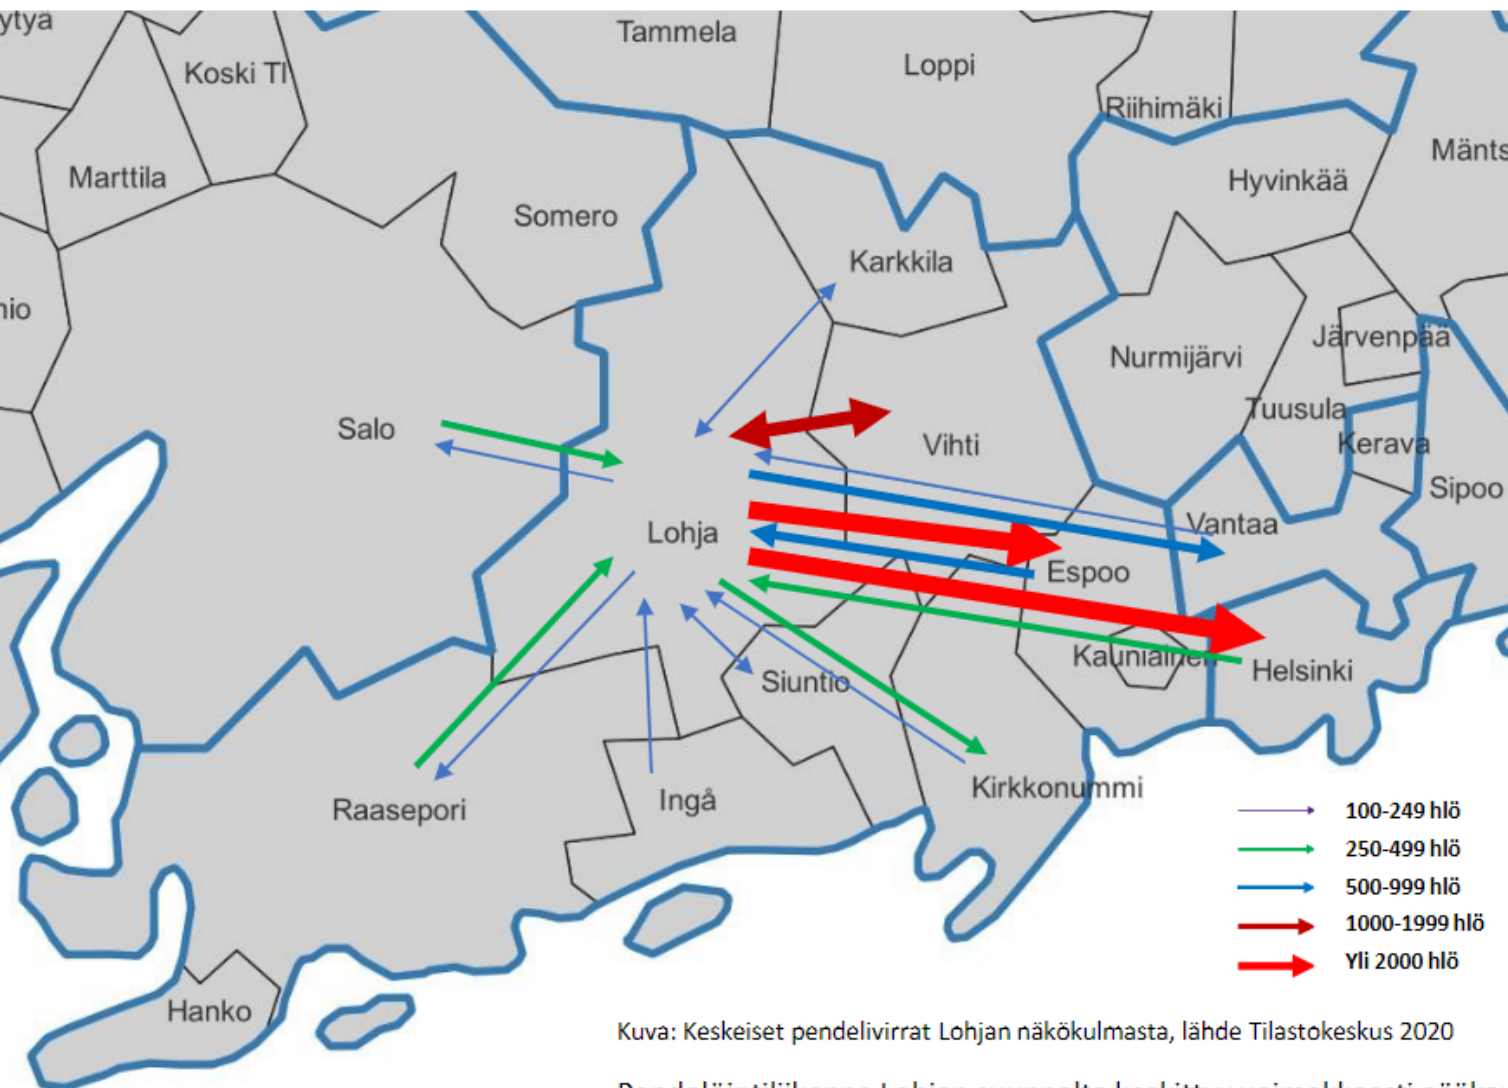 Tammela
Loppi
Koski Tl
Riihimäki
Mänts
Marttila
Hyvinkää
Somero
Karkkila
Järvenpää
Nurmijärvi
Tuusula
Salo
Vihti
Kerava
Sipoo
Vantaa
Lohja
Espoo
Kauniainen
Helsinki
Siuntio
Kirkkonummi
Raasepori
Ingå
Hanko
100-249 hlö
250-499 hlö
500-999 hlö
1000-1999 hlö
Yli 2000 hlö
Kuva: Keskeiset pendelivirrat Lohjan näkökulmasta, lähde Tilastokeskus 2020